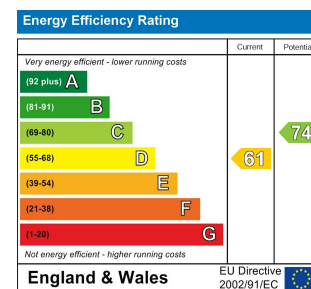 Energy Efficiency Rating
Current Potentia
Very energy efficient - lower running costs
(92 plus) A
(81-91) B
(69-80) C 74
(55-68) D 61
(39-54) E
(21-38) F
(1-20) G
Not energy efficient - higher running costs
England & Wales
EU Directive
2002/91/EC